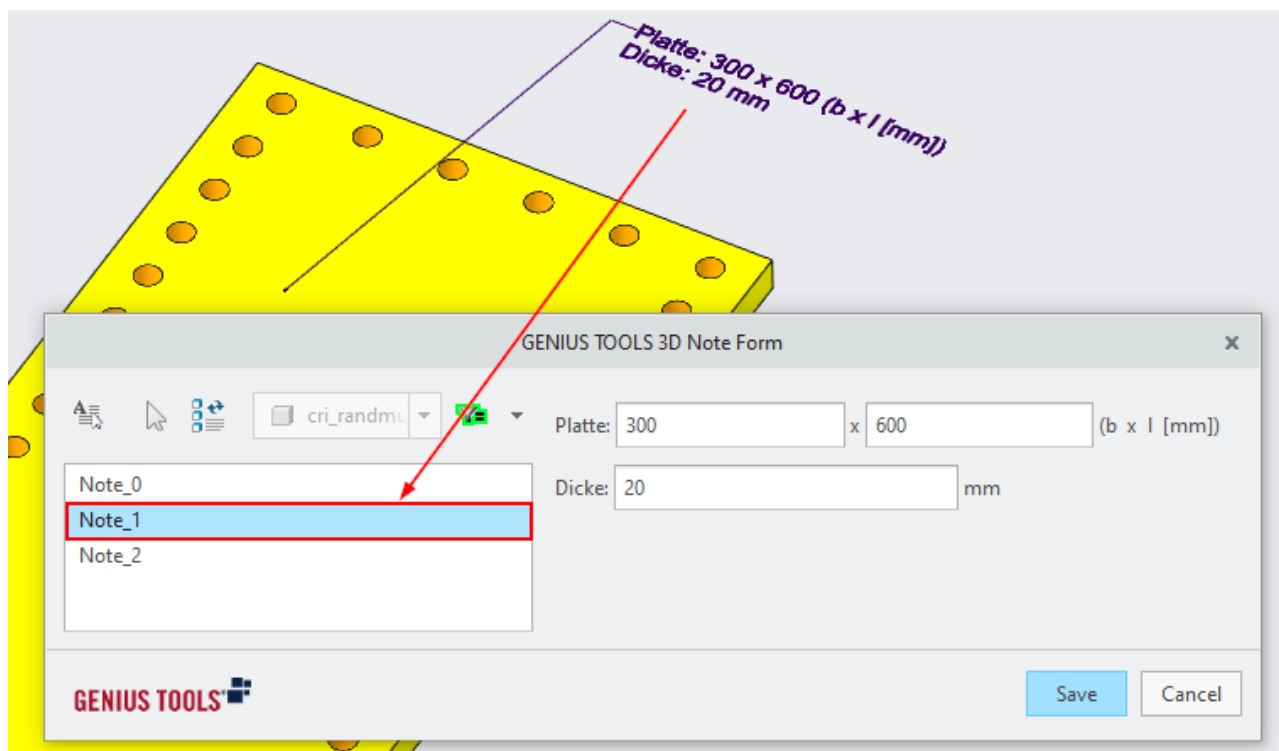 Platte: 300 x 600 (b x l [mm])
Dicke: 20 mm
GENIUS TOOLS 3D Note Form
x
cri_randmu
Platte: 300 x 600 (b x l [mm])
Dicke: 20 mm
Note_0
Note_1
Note_2
GENIUS TOOLS
Save Cancel